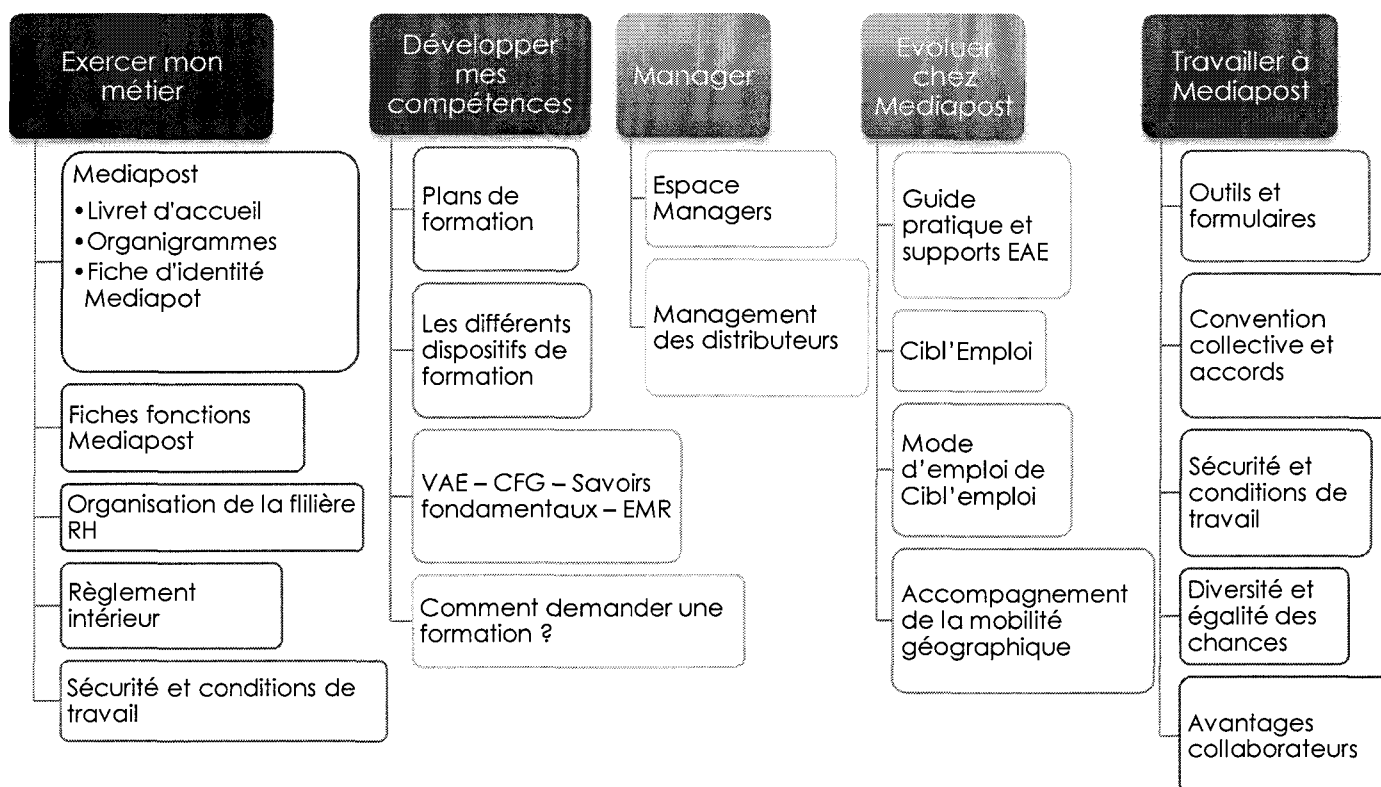 Exercer mon
métier
Mediapost
•Livret d'accueil
•Organigrammes
•Fiche d'identité
Mediapot
Fiches fonctions
Mediapost
Organisation de la flilière
RH
Règlement
intérieur
Sécurité et conditions de
travail
Développer
mes
compétences
Plans de
formation
Les différents
dispositifs de
formation
VAE – CFG – Savoirs
fondamentaux – EMR
Comment demander une
formation ?
Manager
Espace
Managers
Management
des distributeurs
Evoluer
chez
Mediapost
Guide
pratique et
supports EAE
Cibl'Emploi
Mode
d'emploi de
Cibl'emploi
Accompagnement
de la mobilité
géographique
Travailler à
Mediapost
Outils et
formulaires
Convention
collective et
accords
Sécurité et
conditions de
travail
Diversité et
égalité des
chances
Avantages
collaborateurs